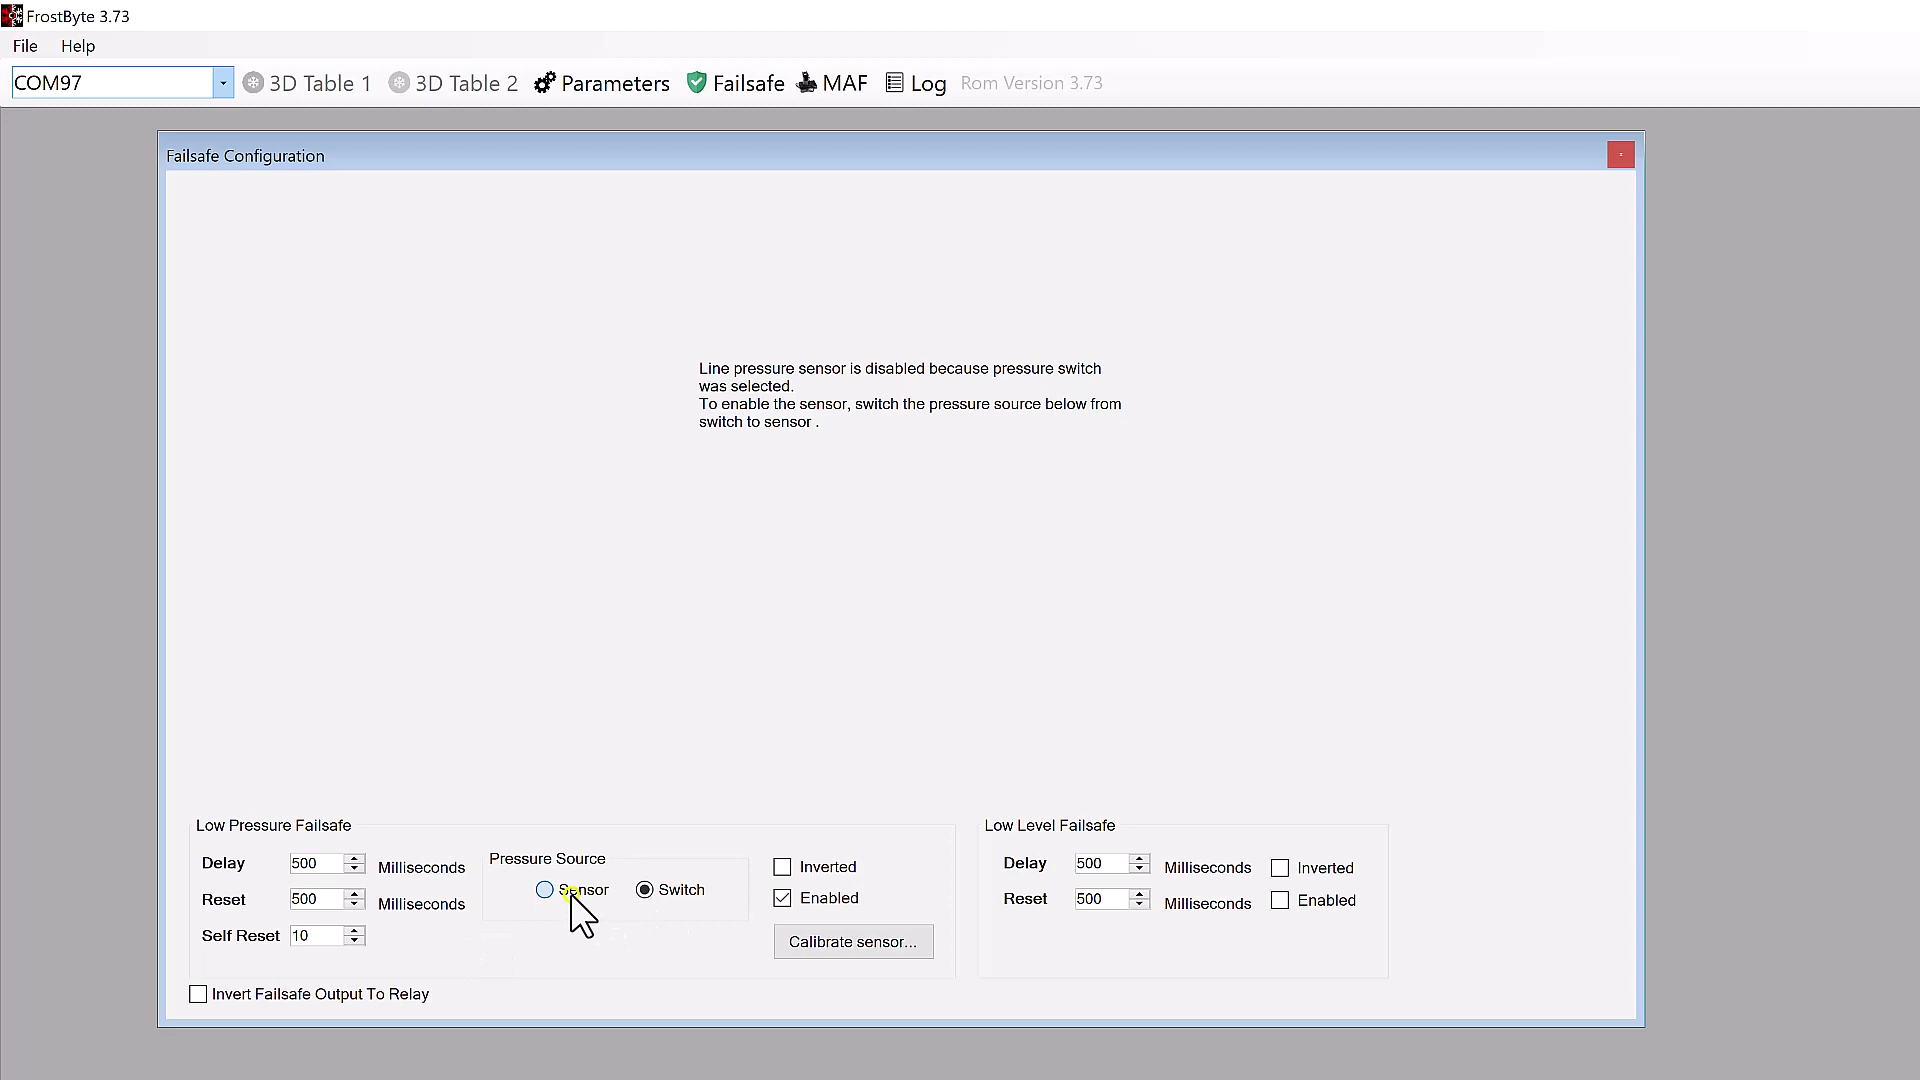 FrostByte 3.73
File Help
COM97 3D Table 1 3D Table 2 Parameters Failsafe MAF Log Rom Version 3.73
Failsafe Configuration
Line pressure sensor is disabled because pressure switch
was selected.
To enable the sensor, switch the pressure source below from
switch to sensor .
Low Pressure Failsafe
Delay 500 Milliseconds
Reset 500 Milliseconds
Self Reset 10
Pressure Source
Sensor Switch
Inverted
Enabled
Calibrate sensor...
Low Level Failsafe
Delay 500 Milliseconds Inverted
Reset 500 Milliseconds Enabled
Invert Failsafe Output To Relay